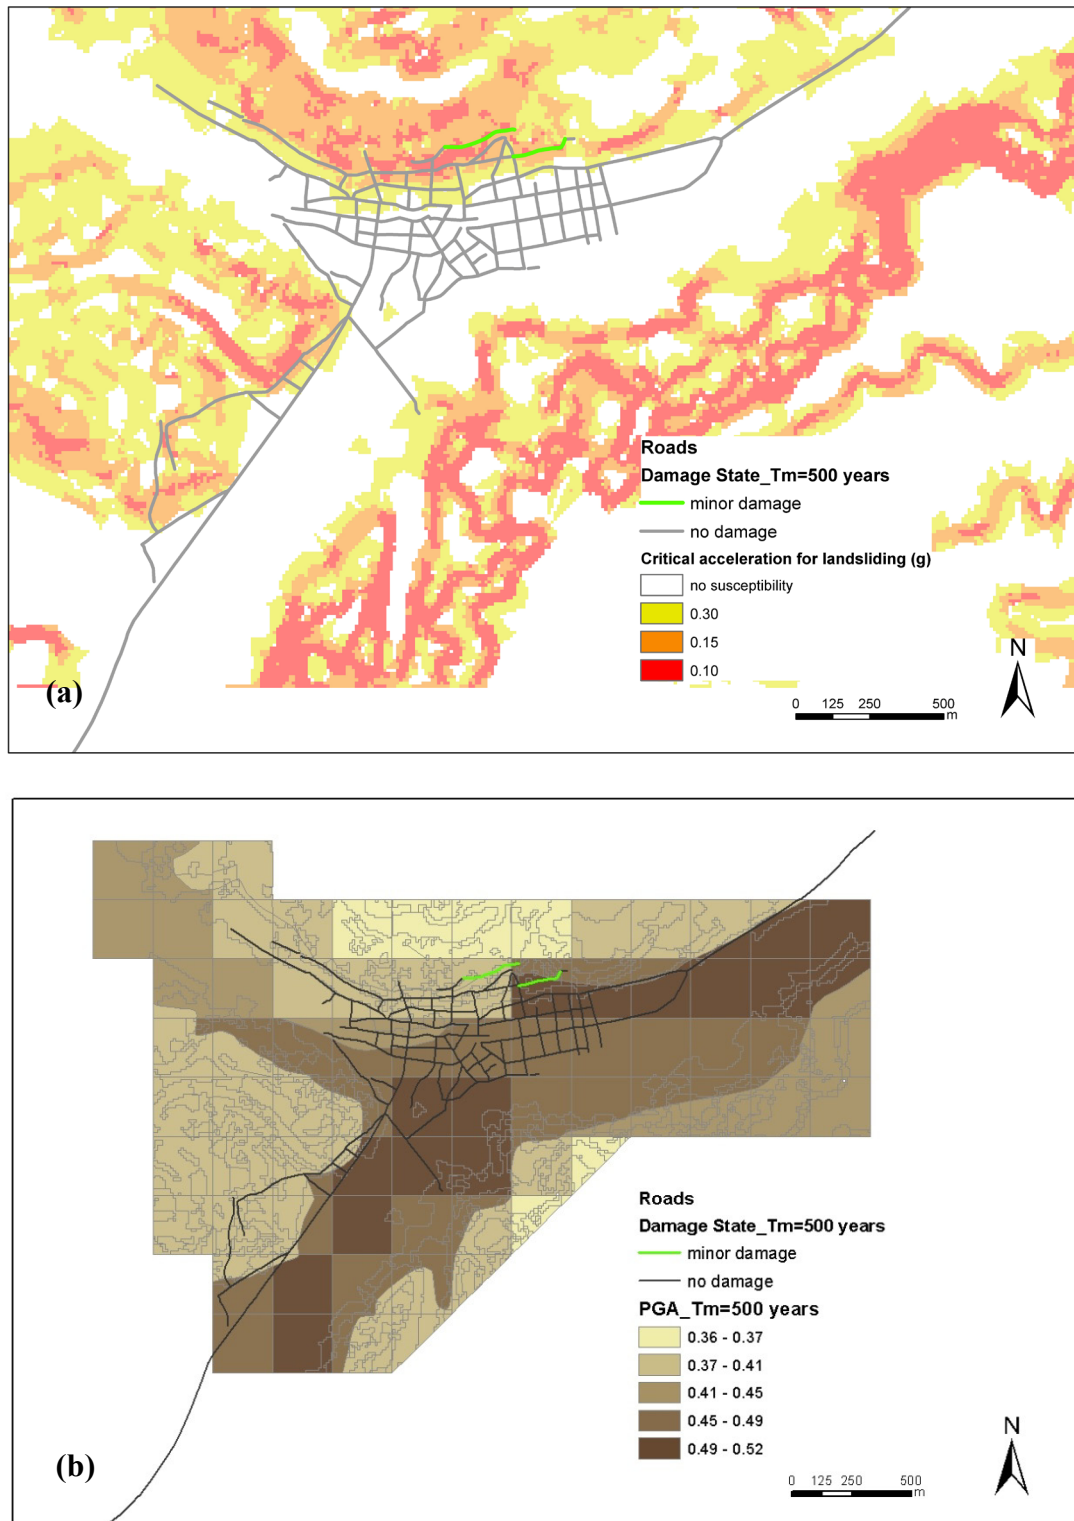 Roads
Damage State_Tm=500 years
minor damage
no damage
Critical acceleration for landsliding (g)
no susceptibility
0.30
0.15
0.10
N
0 125 250 500
m
(a)
Roads
Damage State_Tm=500 years
minor damage
no damage
PGA_Tm=500 years
0.36 - 0.37
0.37 - 0.41
0.41 - 0.45
0.45 - 0.49
0.49 - 0.52
N
0 125 250 500
m
(b)